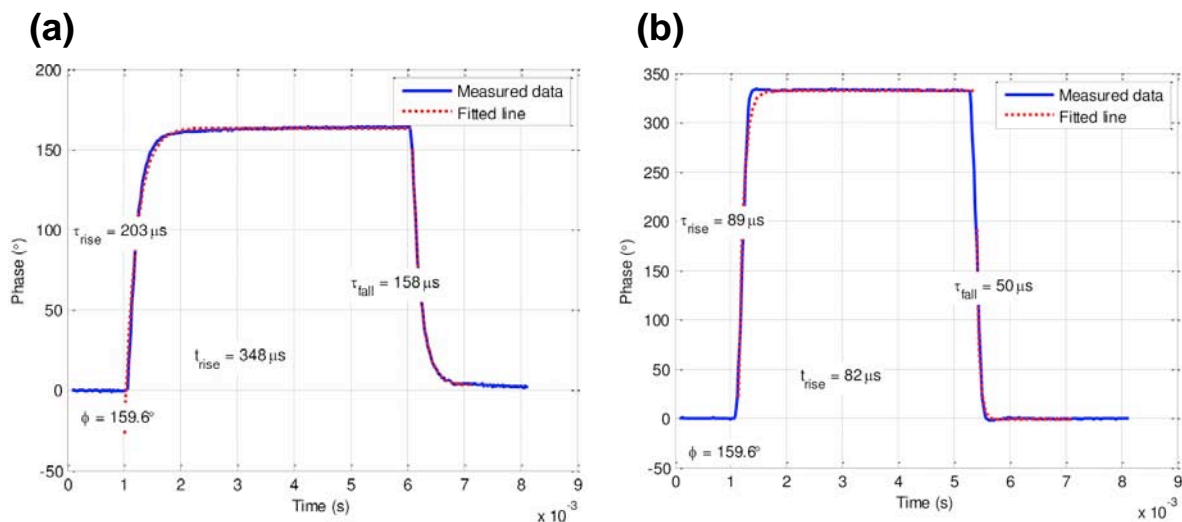 (a)
200
150
100
50
0
-50
Phase (°)
Measured data
Fitted line
τrise = 203 μs
τfall = 158 μs
trise = 348 μs
ϕ = 159.6°
0 1 2 3 4 5 6 7 8 9
Time (s)
x 10-3
(b)
350
300
250
200
150
100
50
0
-50
Phase (°)
Measured data
Fitted line
τrise = 89 μs
τfall = 50 μs
trise = 82 μs
ϕ = 159.6°
0 1 2 3 4 5 6 7 8 9
Time (s)
x 10-3